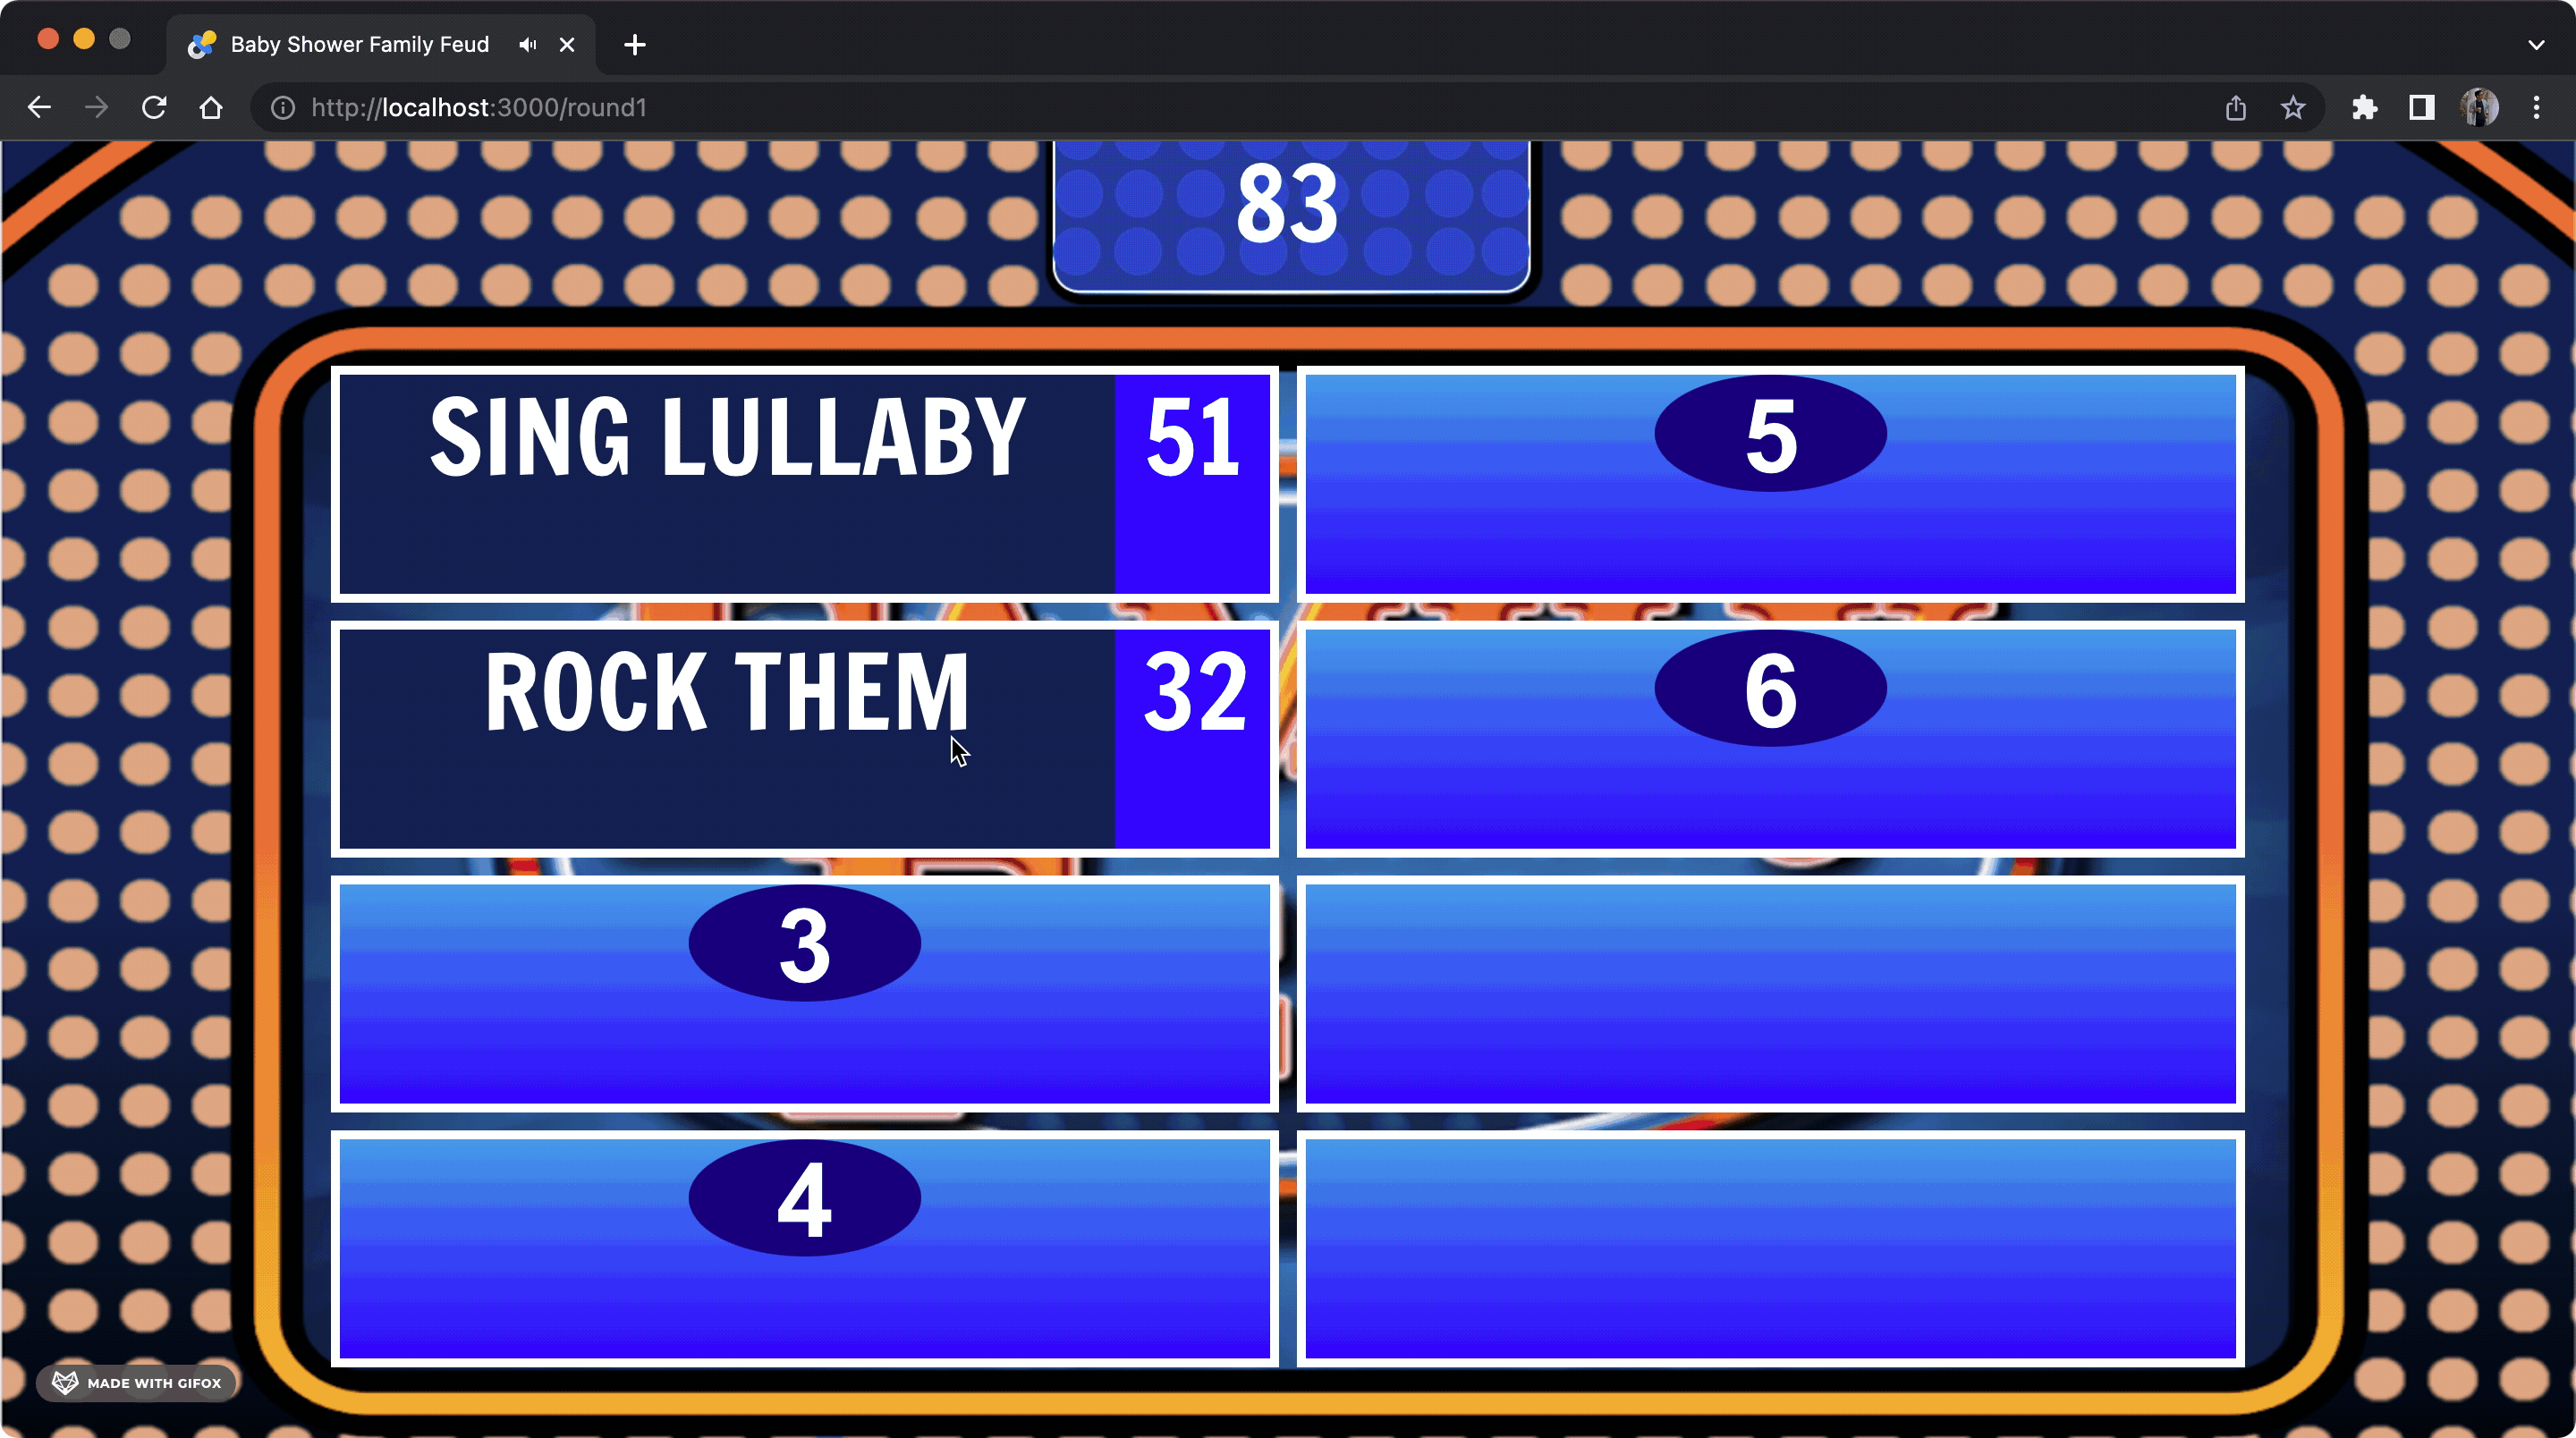 Baby Shower Family Feud
http://localhost:3000/round1
83
SING LULLABY 51
5
ROCK THEM 32
6
3
4
MADE WITH GIFOX